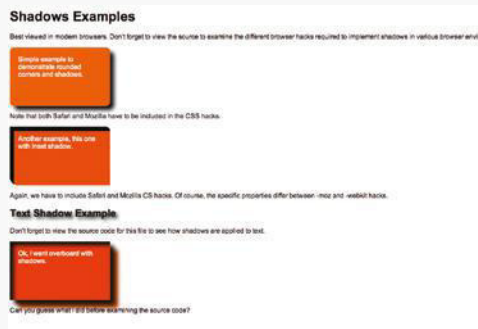 Shadows Examples
Best viewed in modern browsers. Don't forget to view the source to examine the different browser hacks required to implement shadows in various browser envi
Simple example to
demonstrate rounded
corners and shadows.
Note that both Safari and Mozilla have to be included in the CSS hacks.
Another example, this one
with inset shadow.
Again, we have to include Safari and Mozilla CS hacks. Of course, the specific properties differ between -moz and -webkit hacks.
Text Shadow Example
Don't forget to view the source code for this file to see how shadows are applied to text.
Ok, I went overboard with
shadows.
Can you guess what I did before examining the source code?